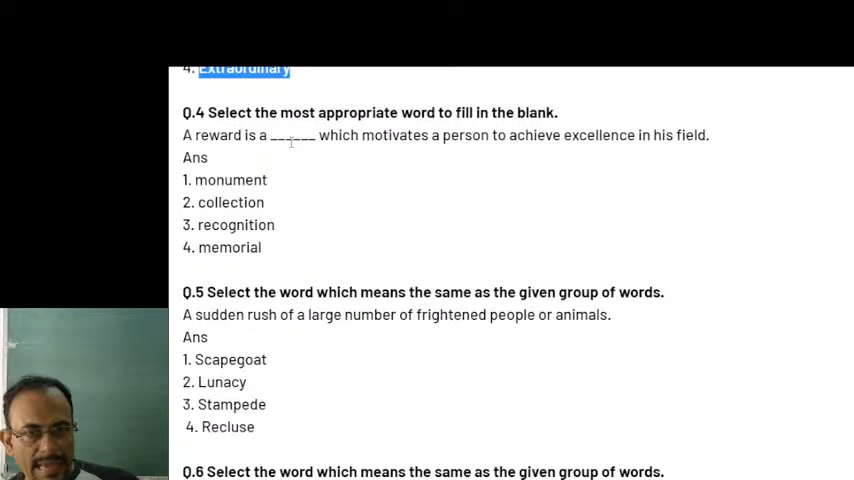 4. Extraordinary
Q.4 Select the most appropriate word to fill in the blank.
A reward is a ______ which motivates a person to achieve excellence in his field.
Ans
1. monument
2. collection
3. recognition
4. memorial
Q.5 Select the word which means the same as the given group of words.
A sudden rush of a large number of frightened people or animals.
Ans
1. Scapegoat
2. Lunacy
3. Stampede
4. Recluse
Q.6 Select the word which means the same as the given group of words.